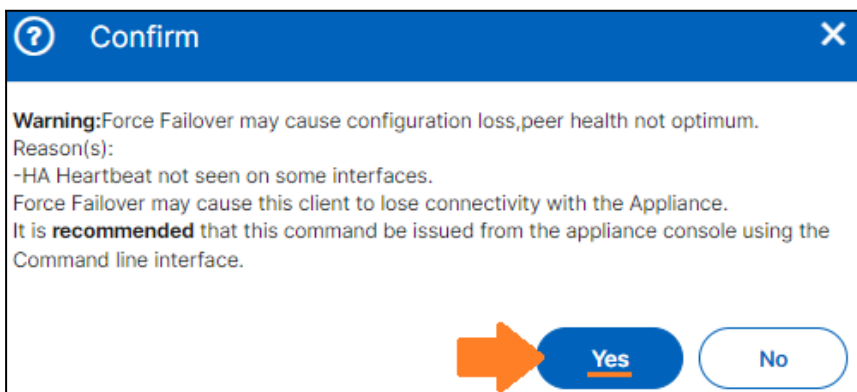 Confirm
Warning:Force Failover may cause configuration loss,peer health not optimum.
Reason(s):
-HA Heartbeat not seen on some interfaces.
Force Failover may cause this client to lose connectivity with the Appliance.
It is recommended that this command be issued from the appliance console using the
Command line interface.
Yes No